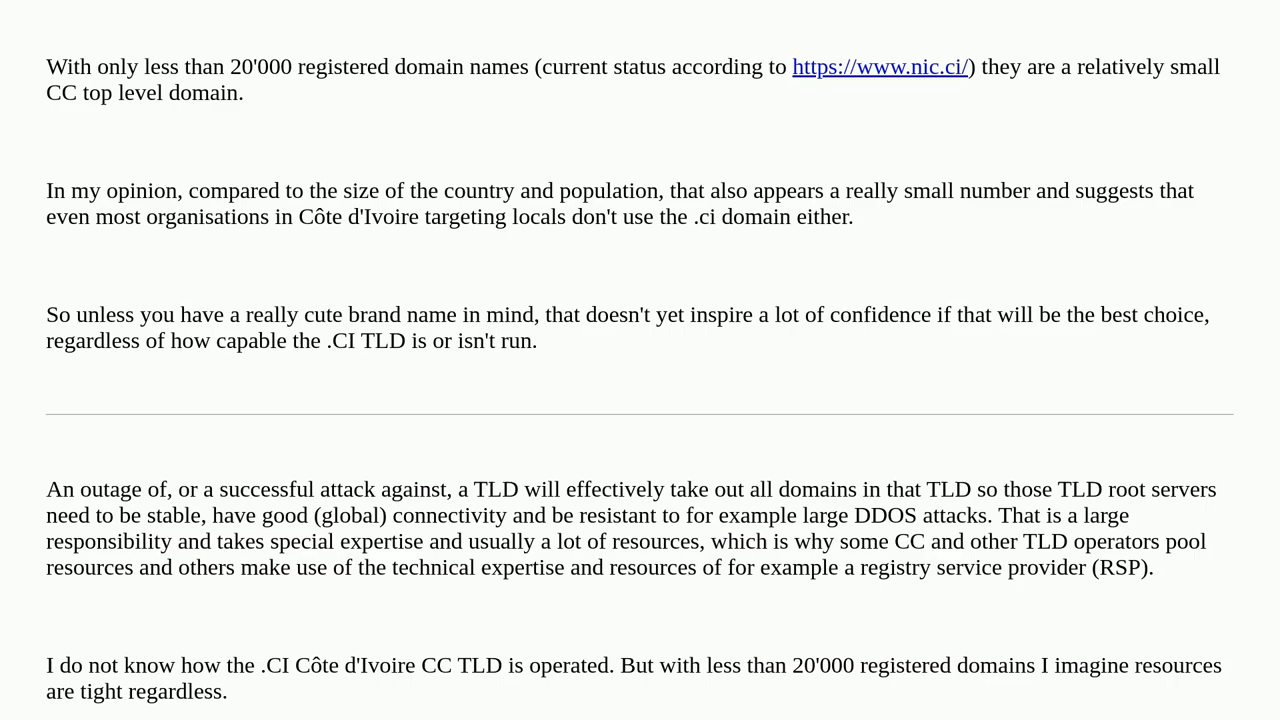 With only less than 20'000 registered domain names (current status according to https://www.nic.ci/) they are a relatively small
CC top level domain.
In my opinion, compared to the size of the country and population, that also appears a really small number and suggests that
even most organisations in Côte d'Ivoire targeting locals don't use the .ci domain either.
So unless you have a really cute brand name in mind, that doesn't yet inspire a lot of confidence if that will be the best choice,
regardless of how capable the .CI TLD is or isn't run.
An outage of, or a successful attack against, a TLD will effectively take out all domains in that TLD so those TLD root servers
need to be stable, have good (global) connectivity and be resistant to for example large DDOS attacks. That is a large
responsibility and takes special expertise and usually a lot of resources, which is why some CC and other TLD operators pool
resources and others make use of the technical expertise and resources of for example a registry service provider (RSP).
I do not know how the .CI Côte d'Ivoire CC TLD is operated. But with less than 20'000 registered domains I imagine resources
are tight regardless.